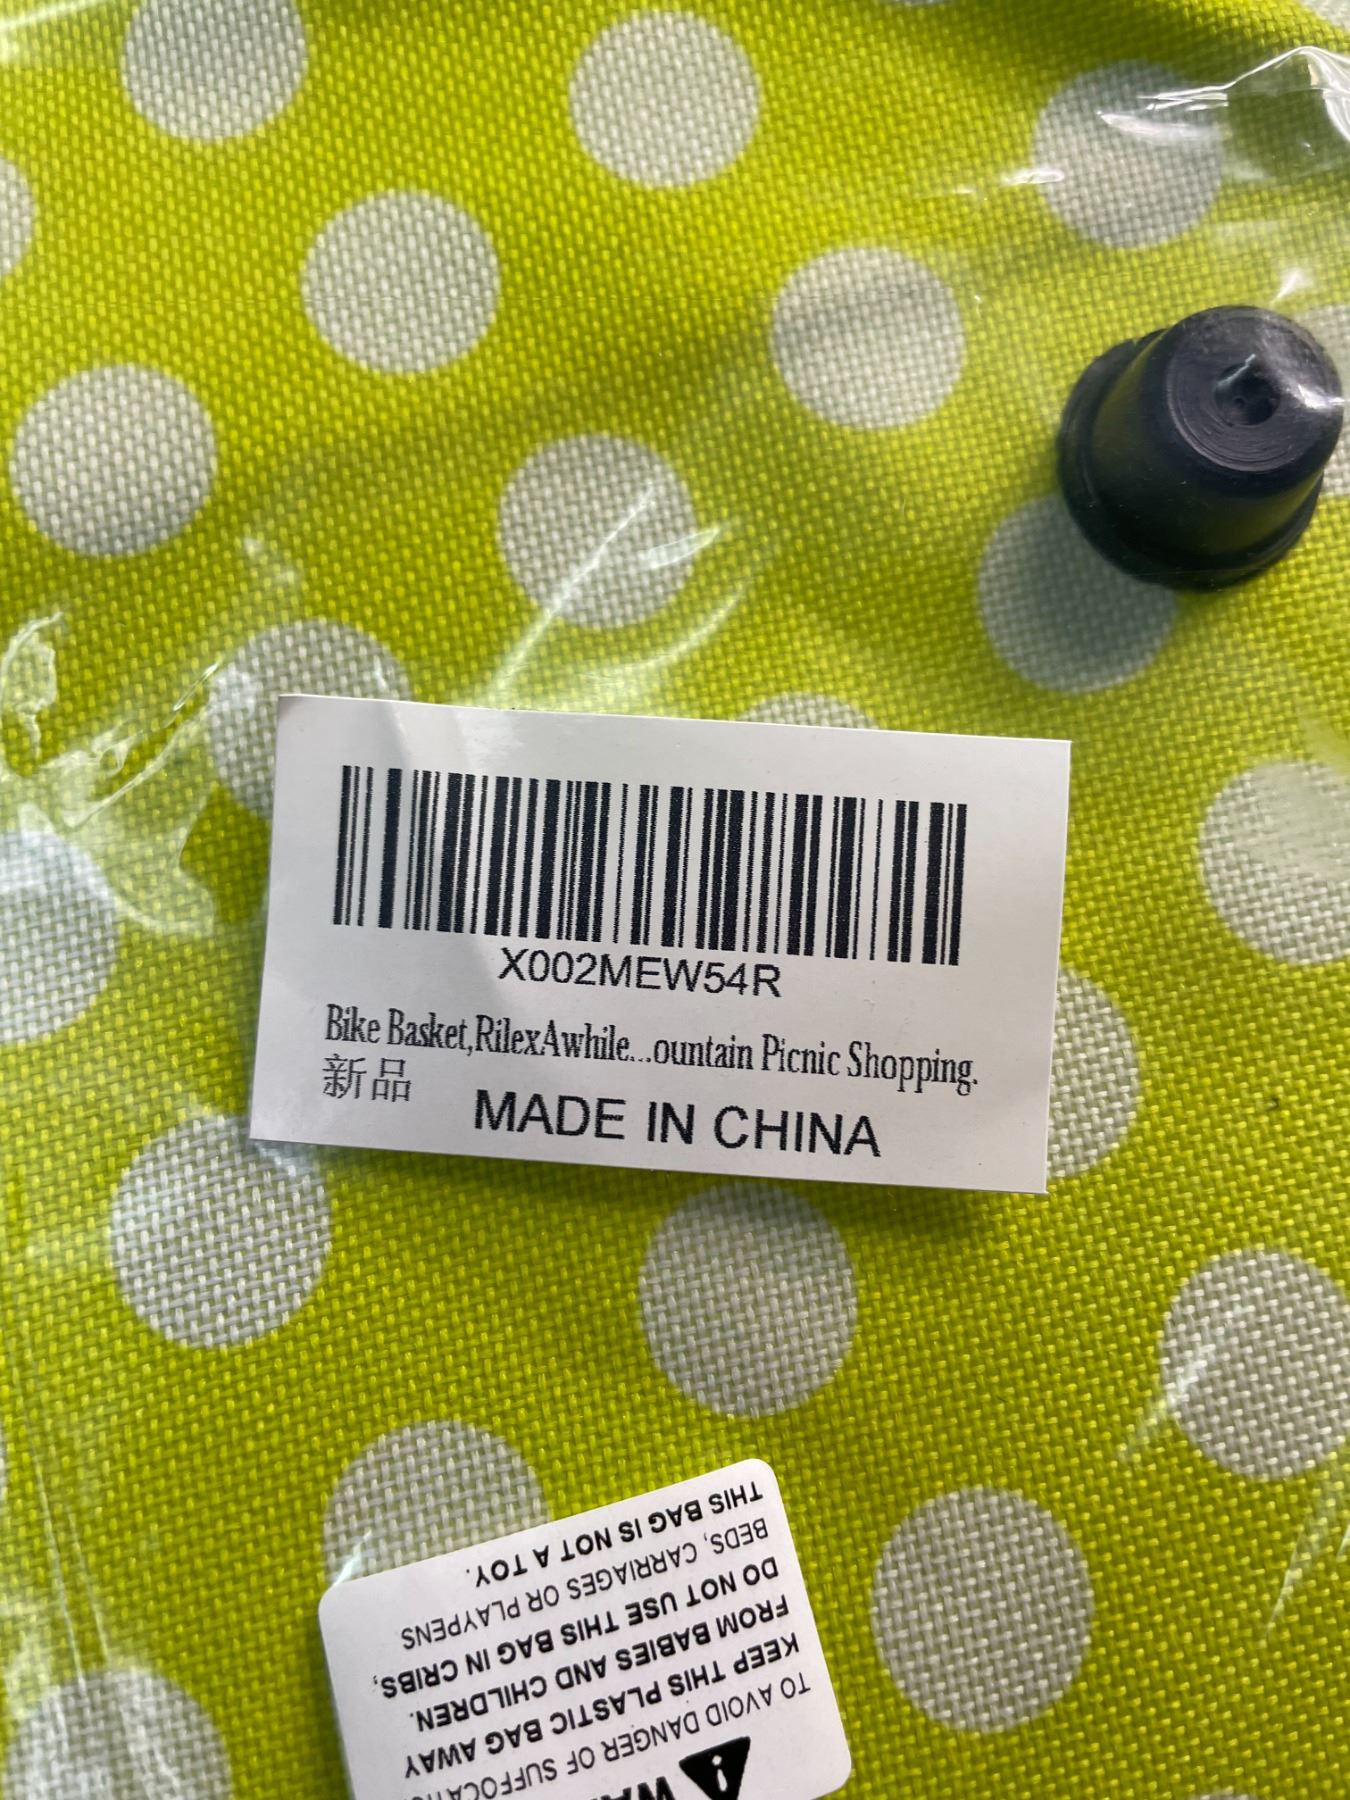 X002MEW54R
Bike Basket,RilexAwhile...ountain Picnic Shopping.
新品
MADE IN CHINA
TO AVOID DANGER OF
KEEP THIS PLASTIC BAG AWAY
FROM BABIES AND CHILDREN.
DO NOT USE THIS BAG IN CRIBS,
BEDS, CARRIAGES OR PLAYPENS
THIS BAG IS NOT A TOY.